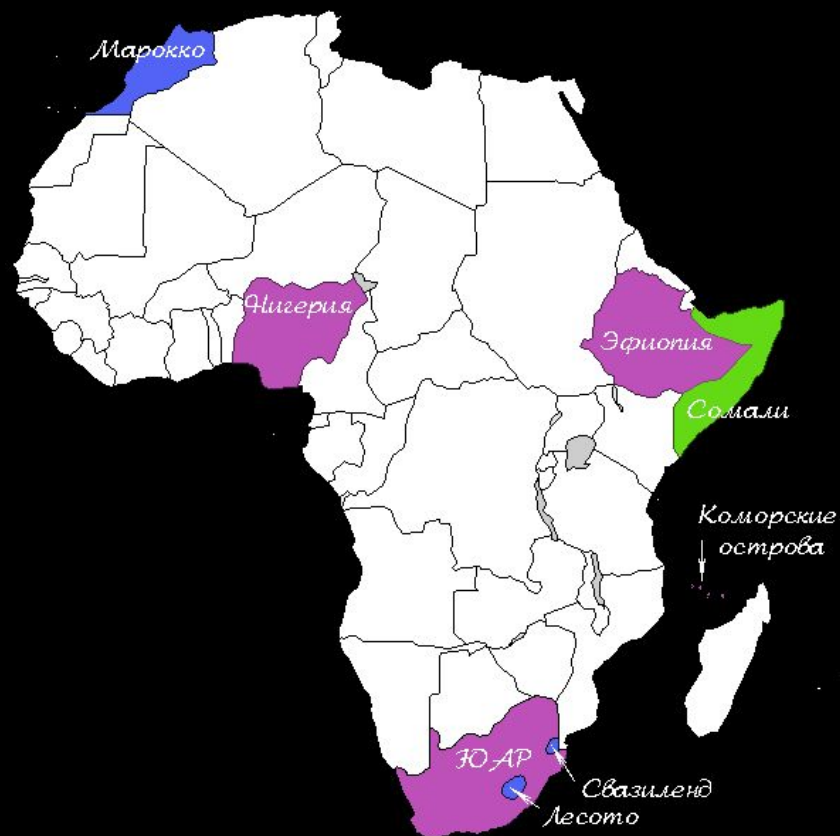 Марокко
Нигерия
Эфиопия
Сомали
Коморские
острова
ЮАР
Свазиленд
Лесото